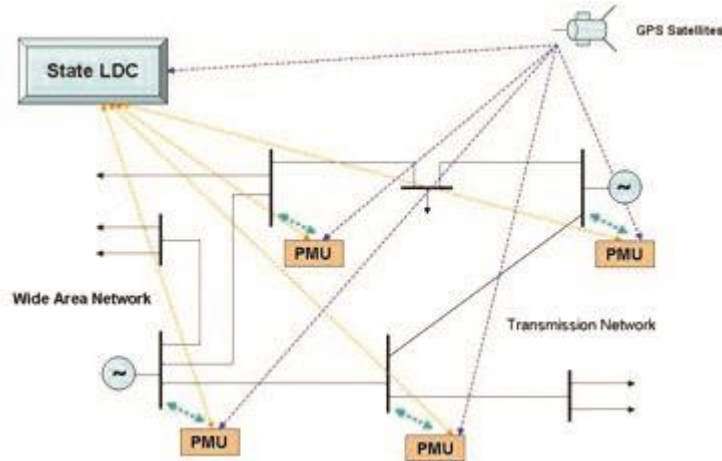 GPS Satellites
State LDC
~
PMU
PMU
Wide Area Network
Transmission Network
~
PMU
PMU